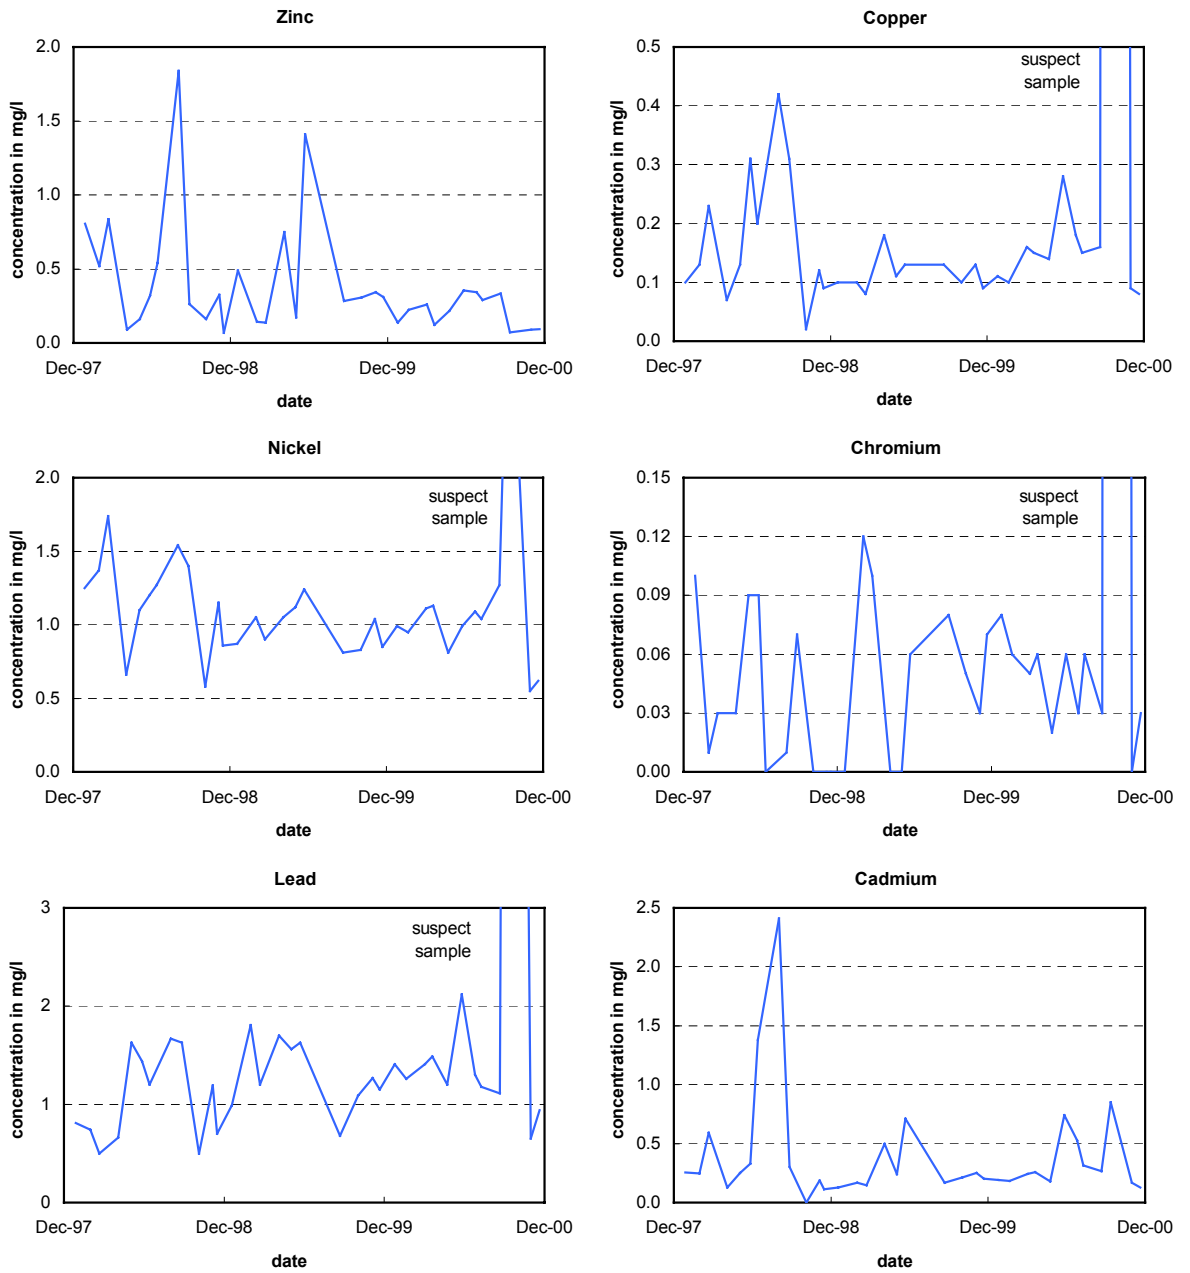 Zinc
concentration in mg/l
2.0
1.5
1.0
0.5
0.0
Dec-97 Dec-98 Dec-99 Dec-00
date
Copper
concentration in mg/l
0.5
0.4
0.3
0.2
0.1
0.0
suspect
sample
Dec-97 Dec-98 Dec-99 Dec-00
date
Nickel
concentration in mg/l
2.0
1.5
1.0
0.5
0.0
suspect
sample
Dec-97 Dec-98 Dec-99 Dec-00
date
Chromium
concentration in mg/l
0.15
0.12
0.09
0.06
0.03
0.00
suspect
sample
Dec-97 Dec-98 Dec-99 Dec-00
date
Lead
concentration in mg/l
3
2
1
0
suspect
sample
Dec-97 Dec-98 Dec-99 Dec-00
date
Cadmium
concentration in mg/l
2.5
2.0
1.5
1.0
0.5
0.0
Dec-97 Dec-98 Dec-99 Dec-00
date